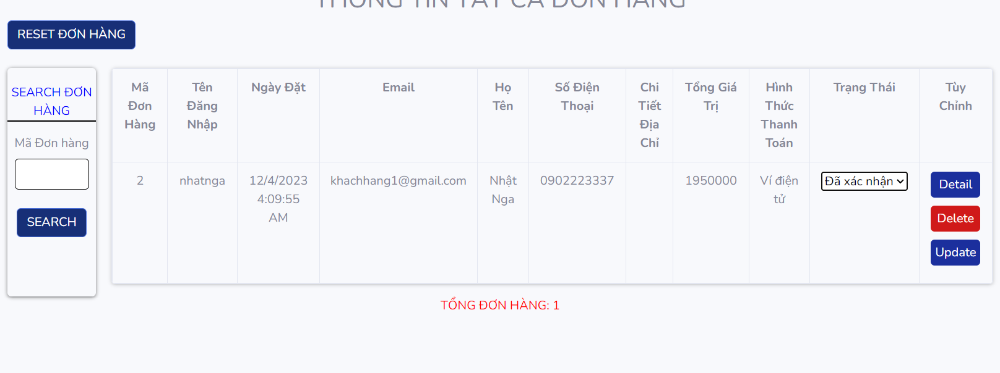 THÔNG TIN TẤT CẢ ĐƠN HÀNG
RESET ĐƠN HÀNG
SEARCH ĐƠN
HÀNG
Mã Đơn hàng
SEARCH
Mã
Đơn
Hàng
Tên
Đăng
Nhập
Ngày Đặt
Email
Họ
Tên
Số Điện
Thoại
Chi
Tiết
Địa
Chỉ
Tổng Giá
Trị
Hình
Thức
Thanh
Toán
Trạng Thái
Tùy
Chỉnh
2
nhatnga
12/4/2023
4:09:55
AM
khachhang1@gmail.com
Nhật
Nga
0902223337
1950000
Ví điện
tử
Đã xác nhận
Detail
Delete
Update
TỔNG ĐƠN HÀNG: 1